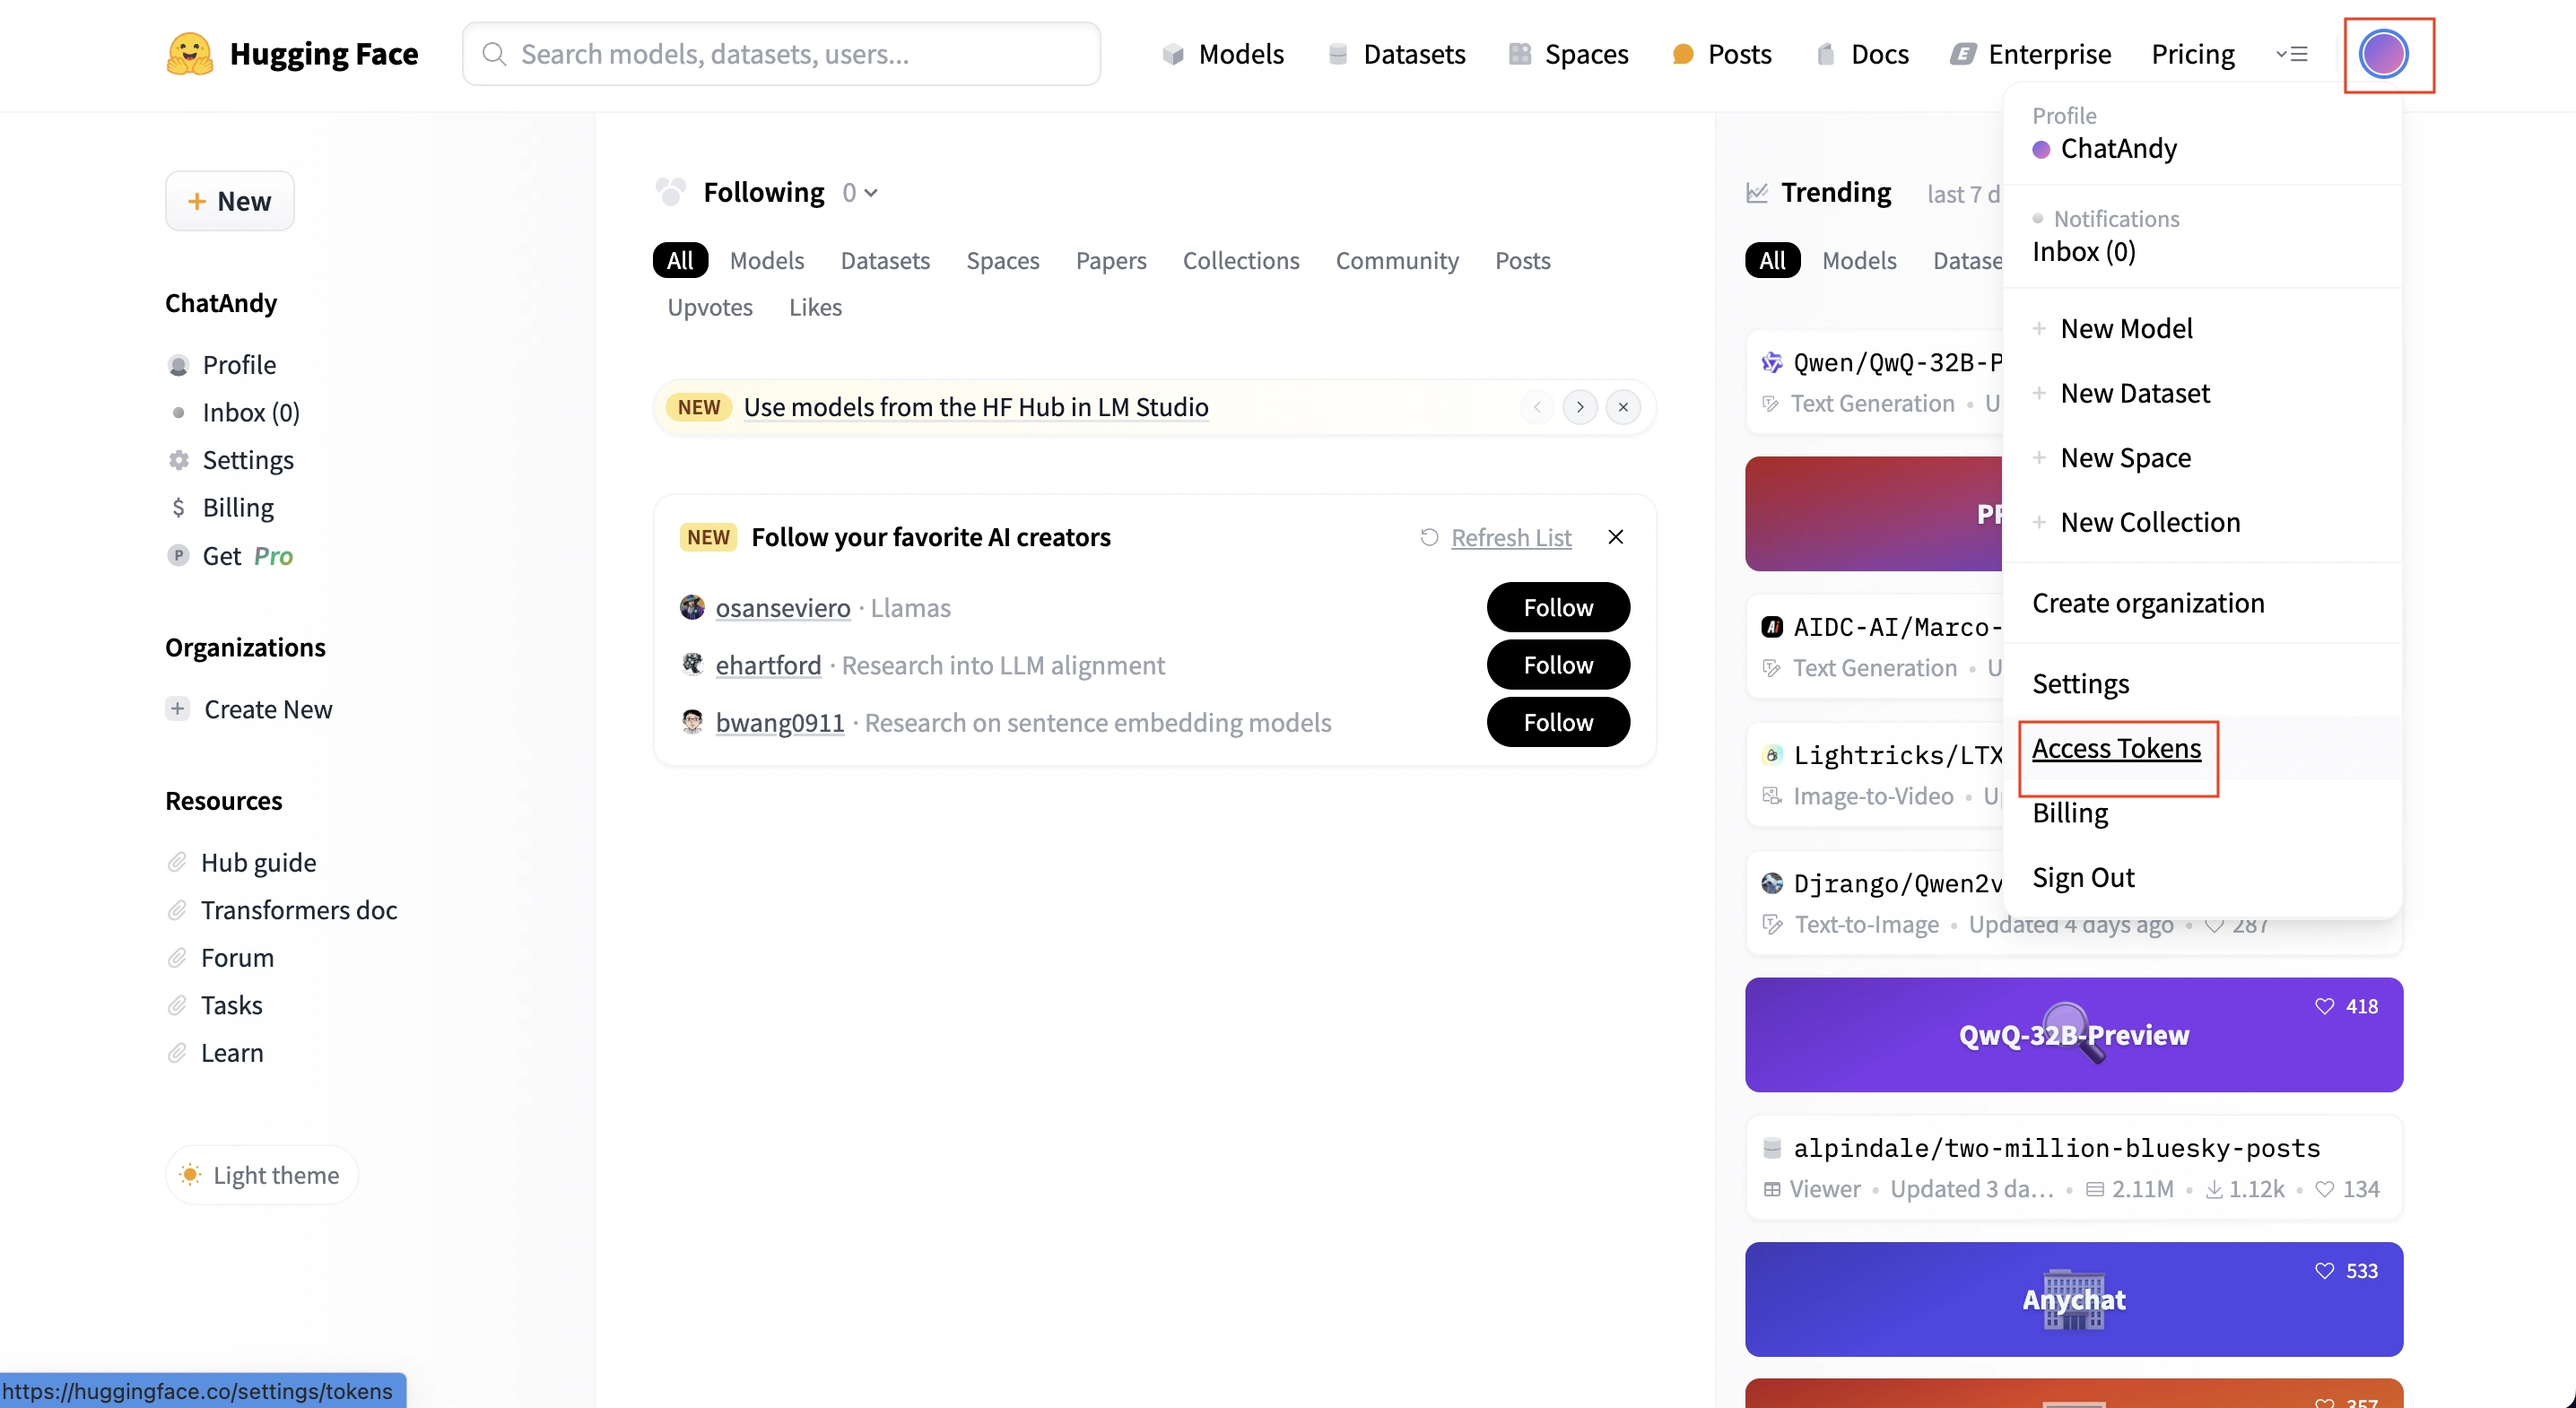 Hugging Face
Search models, datasets, users...
Models
Datasets
Spaces
Posts
Docs
Enterprise
Pricing
New
ChatAndy
Profile
Inbox (0)
Settings
Billing
Get Pro
Organizations
Create New
Resources
Hub guide
Transformers doc
Forum
Tasks
Learn
Light theme
Following 0
All Models Datasets Spaces Papers Collections Community Posts
Upvotes Likes
NEW Use models from the HF Hub in LM Studio
NEW Follow your favorite AI creators Refresh List
osanseviero · Llamas Follow
ehartford · Research into LLM alignment Follow
bwang0911 · Research on sentence embedding models Follow
Trending last 7 d
All Models Datase
Qwen/QwQ-32B-P
Text Generation • U
AIDC-AI/Marco-
Text Generation • U
Lightricks/LTX
Image-to-Video •
Djrango/Qwen2v
Text-to-Image • Updated 4 days ago • 287
418
QwQ-32B-Preview
alpindale/two-million-bluesky-posts
Viewer • Updated 3 da... • 2.11M • 1.12k • 134
533
Anychat
357
Profile
ChatAndy
Notifications
Inbox (0)
New Model
New Dataset
New Space
New Collection
Create organization
Settings
Access Tokens
Billing
Sign Out
https://huggingface.co/settings/tokens